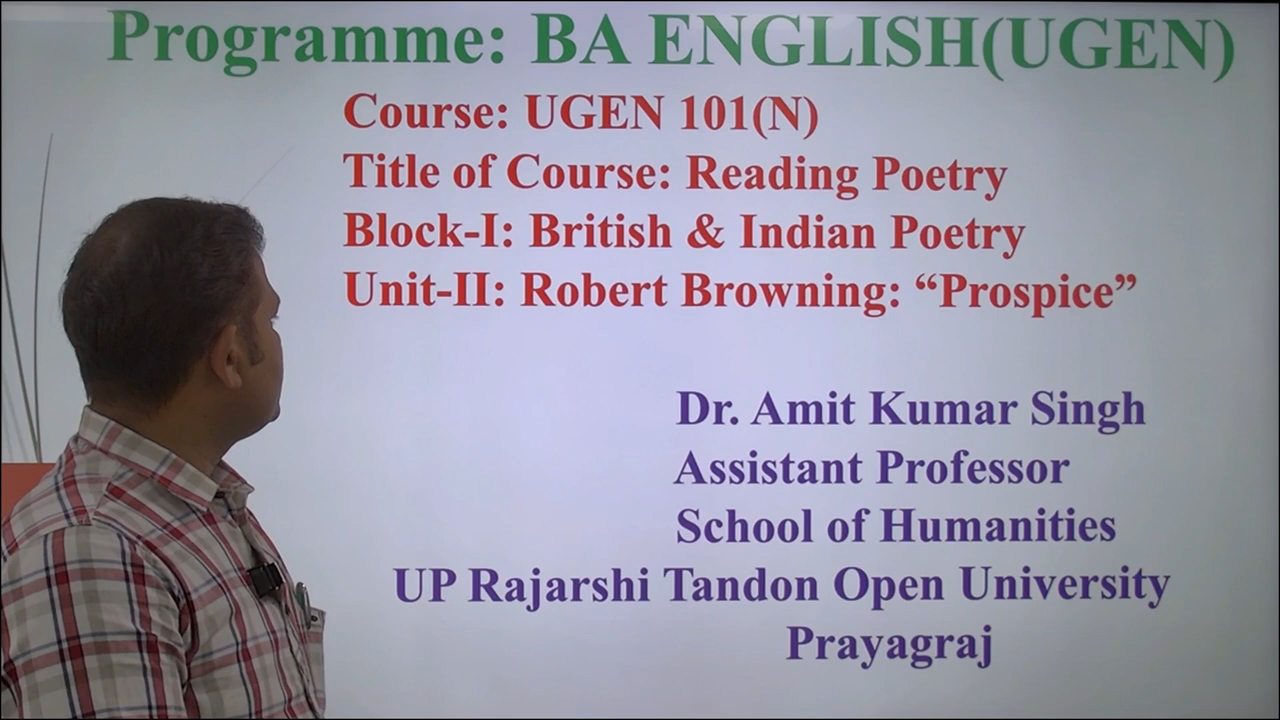 Programme: BA ENGLISH(UGEN)
Course: UGEN 101(N)
Title of Course: Reading Poetry
Block-I: British & Indian Poetry
Unit-II: Robert Browning: “Prospice”
Dr. Amit Kumar Singh
Assistant Professor
School of Humanities
UP Rajarshi Tandon Open University
Prayagraj